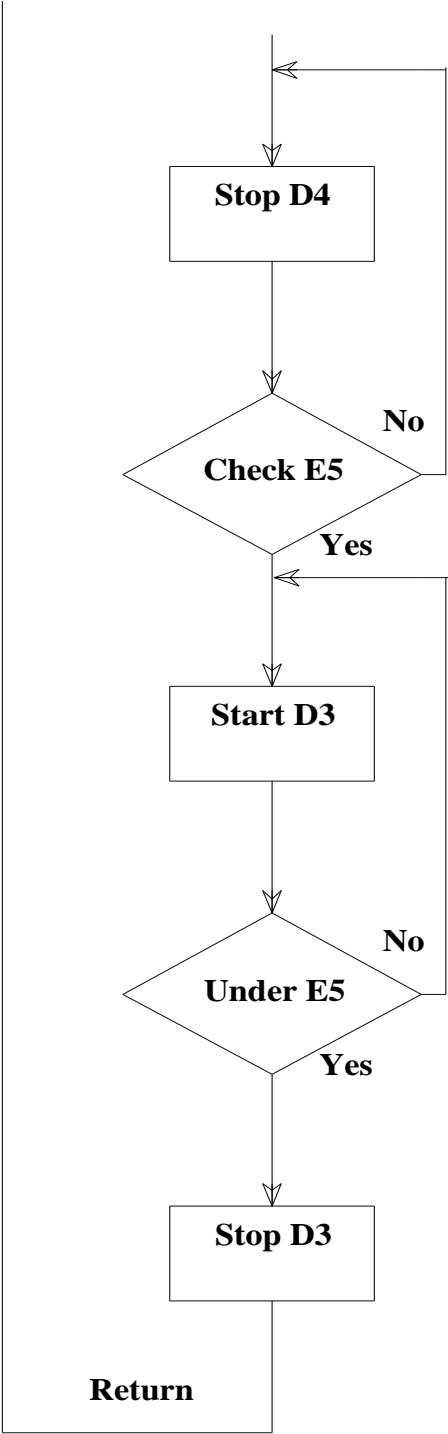 Stop D4
No
Check E5
Yes
Start D3
No
Under E5
Yes
Stop D3
Return